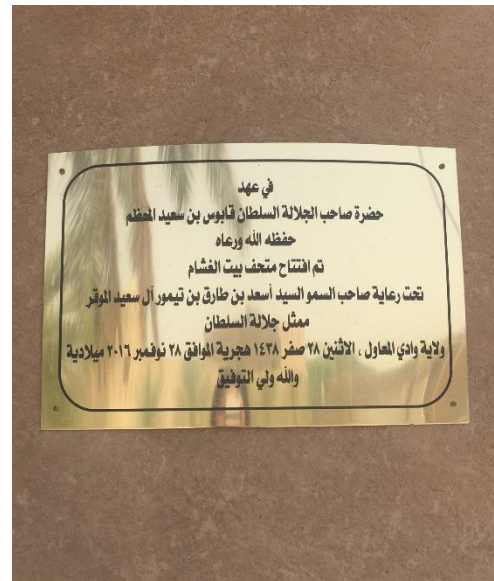 في عهد
حضرة صاحب الجلالة السلطان قابوس بن سعيد المعظم
حفظه الله ورعاه
تم افتتاح متحف بيت الغشام
تحت رعاية صاحب السمو السيد أسعد بن طارق بن تيمور آل سعيد الموقر
ممثل جلالة السلطان
ولاية وادي المعاول ، الاثنين ٢٨ صفر ١٤٣٨ هجرية الموافق ٢٨ نوفمبر ٢٠١٦ ميلادية
والله ولي التوفيق